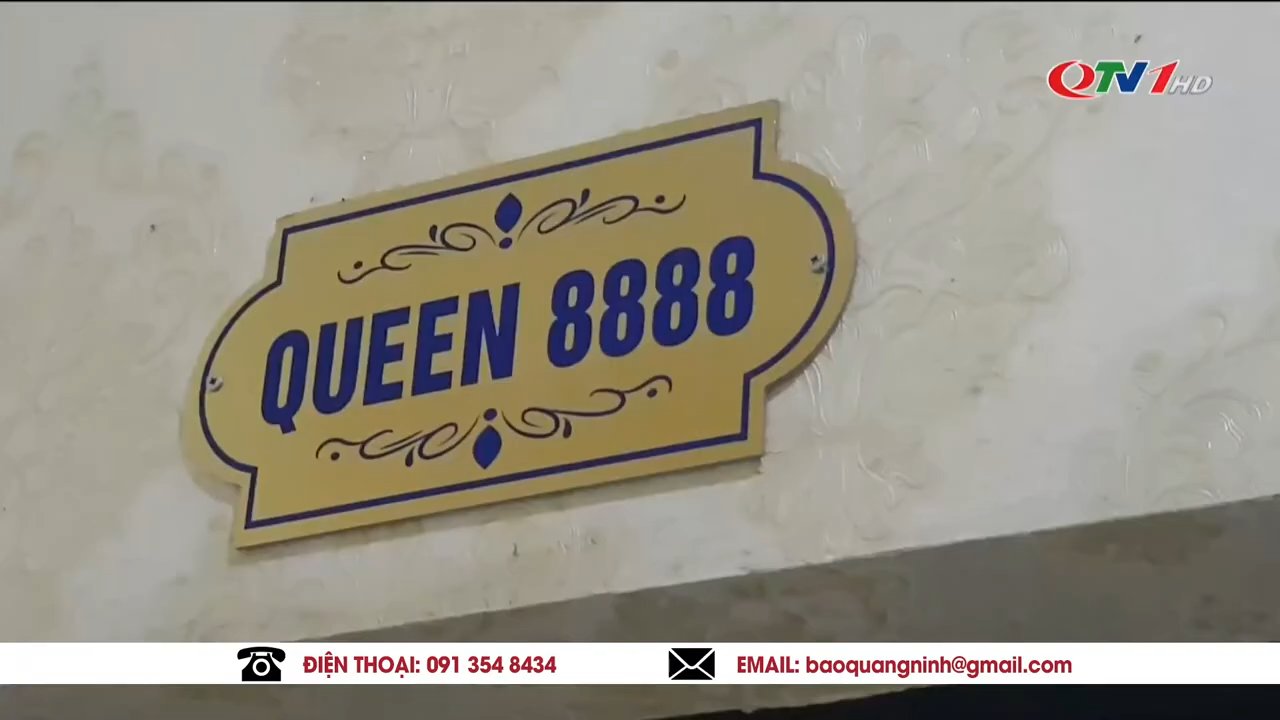 QTV1HD
QUEEN 8888
ĐIỆN THOẠI: 091 354 8434
EMAIL: baoquangninh@gmail.com